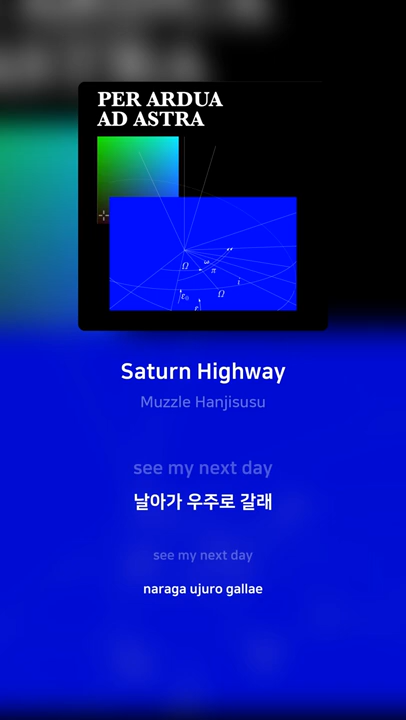 PER ARDUA
AD ASTRA
Ω
ω
π
i
Ω
Saturn Highway
Muzzle Hanjisusu
see my next day
날아가 우주로 갈래
see my next day
naraga ujuro gallae